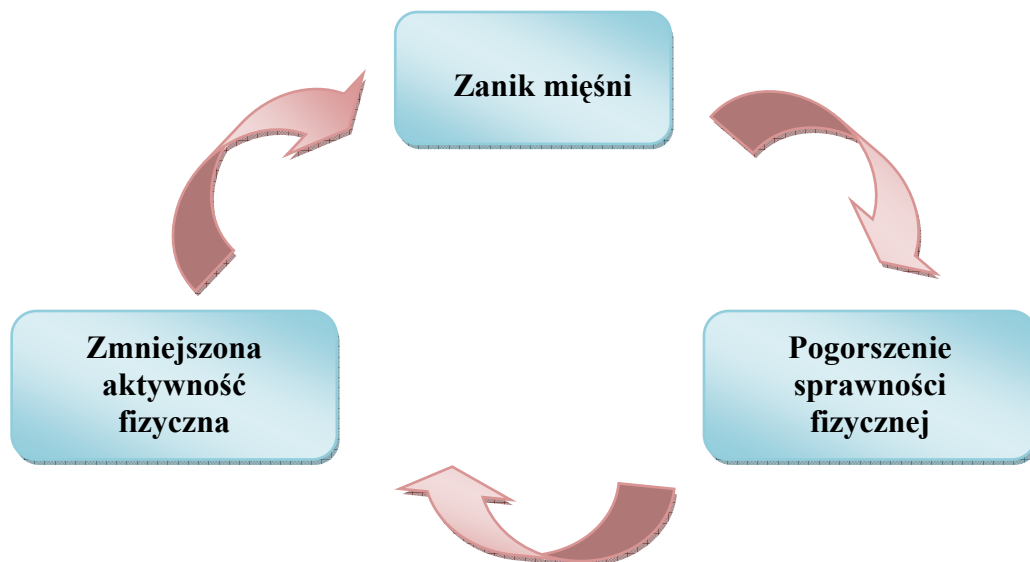 Zanik mięśni
Zmniejszona
aktywność
fizyczna
Pogorszenie
sprawności
fizycznej